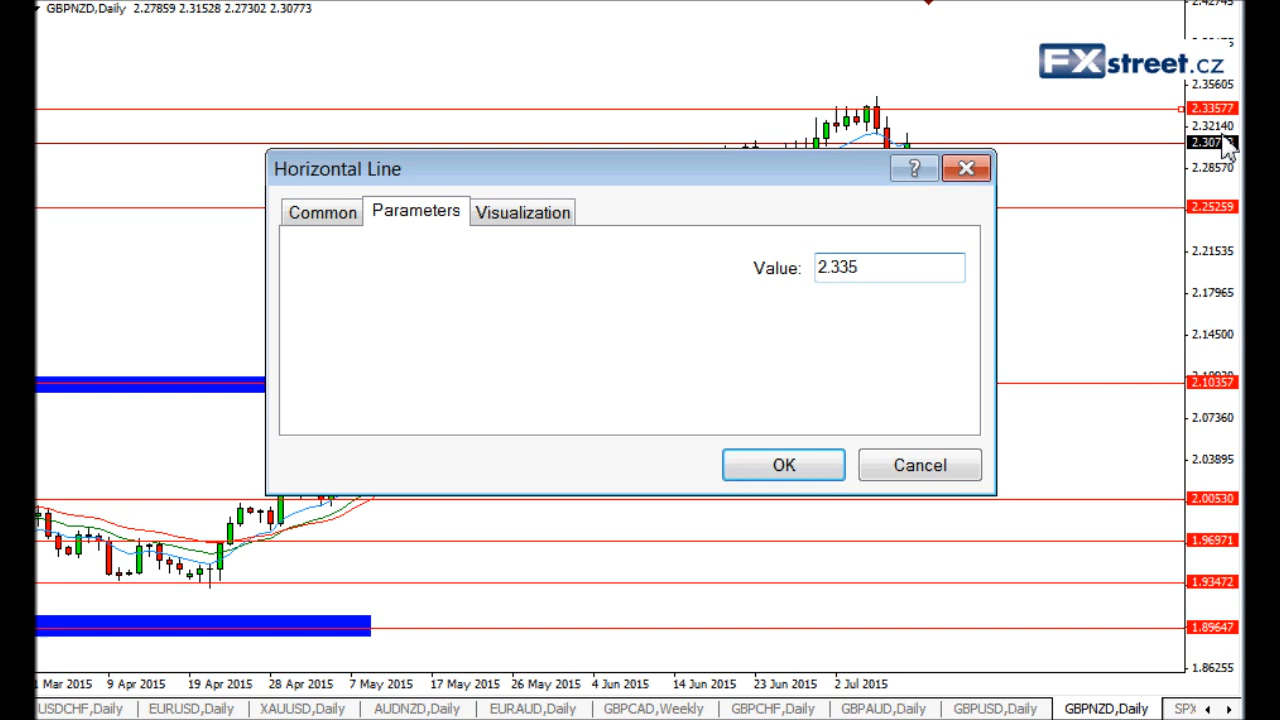 GBPNZD,Daily 2.27859 2.31528 2.27302 2.30773
FXstreet.cz
2.35605
2.33577
2.32140
2.28570
2.25259
2.21535
2.17965
2.14500
2.10357
2.07360
2.03895
2.00530
1.96971
1.93472
1.89647
1.86255
Horizontal Line
Common Parameters Visualization
Value: 2.335
OK Cancel
Mar 2015 9 Apr 2015 19 Apr 2015 28 Apr 2015 7 May 2015 17 May 2015 26 May 2015 4 Jun 2015 14 Jun 2015 23 Jun 2015 2 Jul 2015
USDCHF,Daily EURUSD,Daily XAUUSD,Daily AUDNZD,Daily EURAUD,Daily GBPCAD,Weekly GBPCHF,Daily GBPAUD,Daily GBPUSD,Daily GBPNZD,Daily SPX